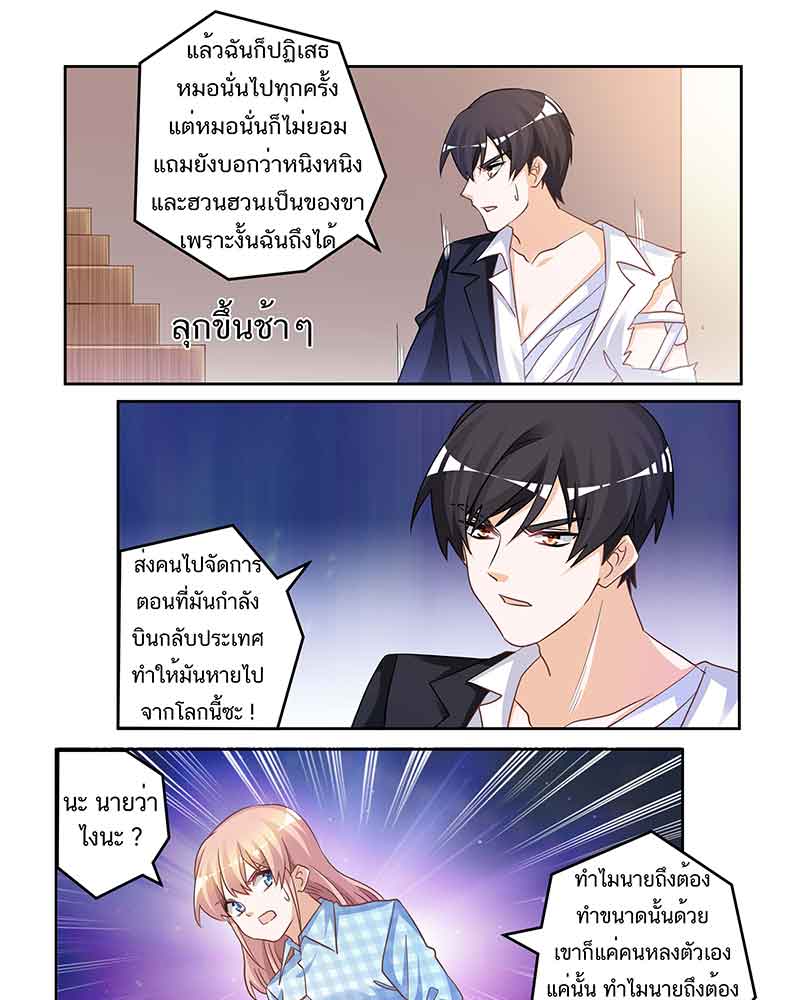 แล้วฉันก็ปฏิเสธ
หมอนั่นไปทุกครั้ง
แต่หมอนั่นก็ไม่ยอม
แถมยังบอกว่าหนิงหนิง
และฮวนฮวนเป็นของขา
เพราะงั้นฉันถึงได้
ลุกขึ้นช้าๆ
ส่งคนไปจัดการ
ตอนที่มันกำลัง
บินกลับประเทศ
ทำให้มันหายไป
จากโลกนี้ซะ !
นะ นายว่า
ไงนะ ?
ทำไมนายถึงต้อง
ทำขนาดนั้นด้วย
เขาก็แค่คนหลงตัวเอง
แค่นั้น ทำไมนายถึงต้อง